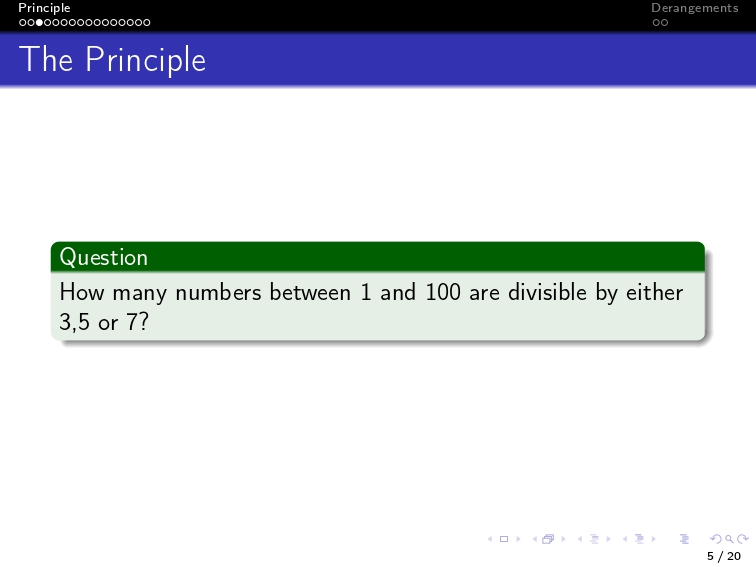 Principle
Derangements
The Principle
Question
How many numbers between 1 and 100 are divisible by either
3,5 or 7?
5 / 20